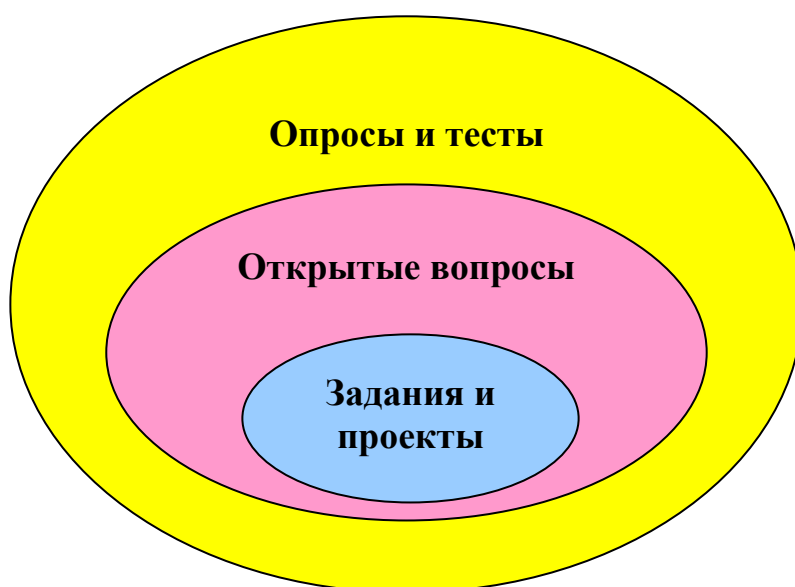 Опросы и тесты
Открытые вопросы
Задания и
проекты